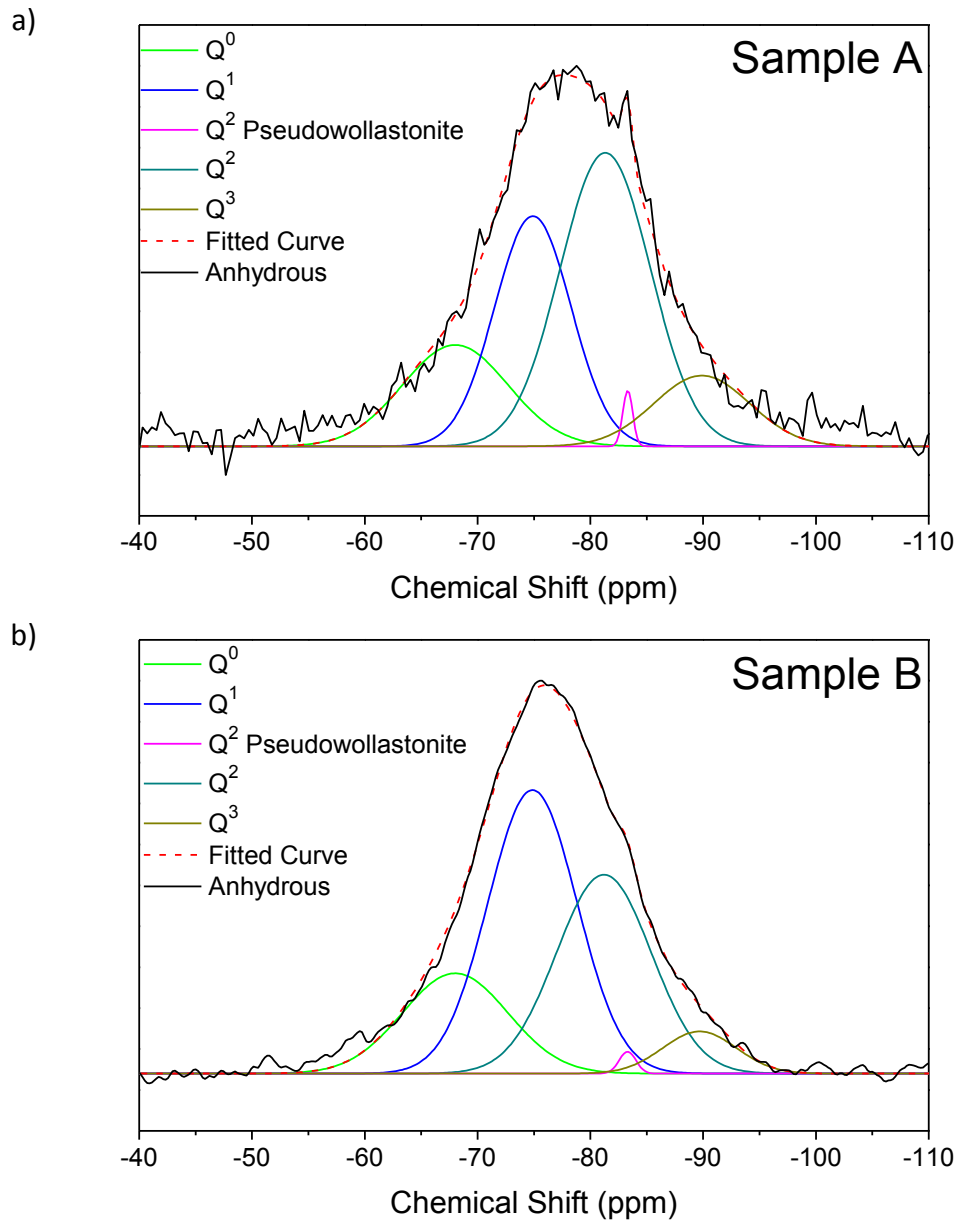 a)
Sample A
Q⁰
Q¹
Q² Pseudowollastonite
Q²
Q³
Fitted Curve
Anhydrous
-40 -50 -60 -70 -80 -90 -100 -110
Chemical Shift (ppm)
b)
Sample B
Q⁰
Q¹
Q² Pseudowollastonite
Q²
Q³
Fitted Curve
Anhydrous
-40 -50 -60 -70 -80 -90 -100 -110
Chemical Shift (ppm)